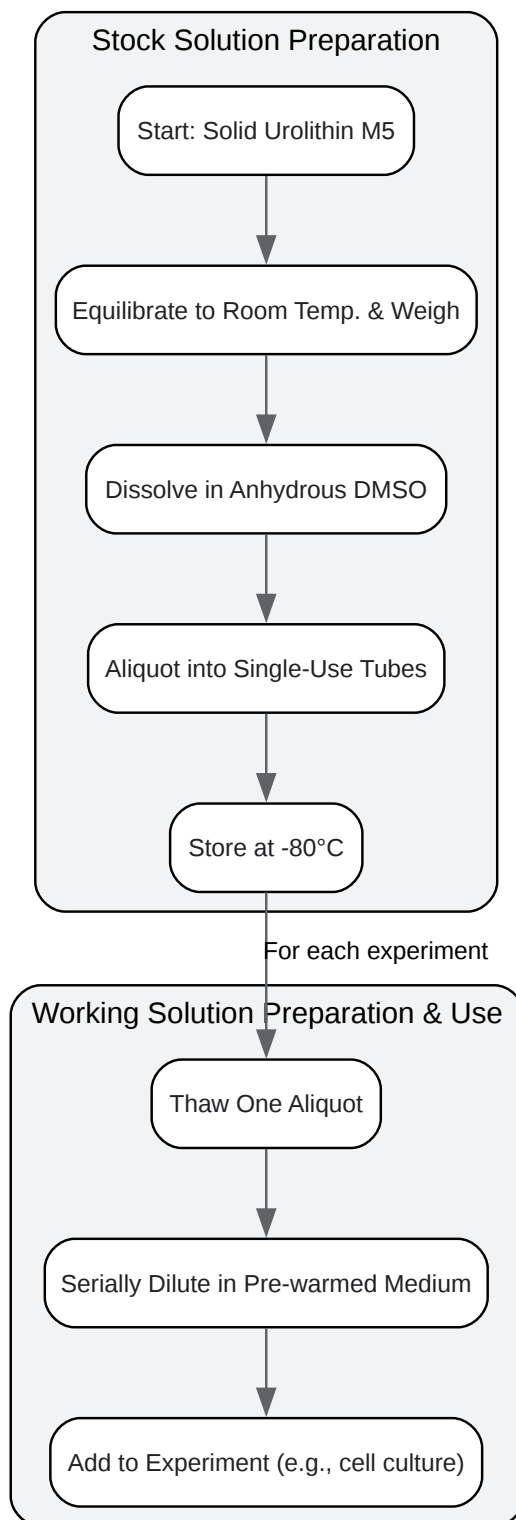 Stock Solution Preparation
Start: Solid Urolithin M5
Equilibrate to Room Temp. & Weigh
Dissolve in Anhydrous DMSO
Aliquot into Single-Use Tubes
Store at -80°C
For each experiment
Working Solution Preparation & Use
Thaw One Aliquot
Serially Dilute in Pre-warmed Medium
Add to Experiment (e.g., cell culture)